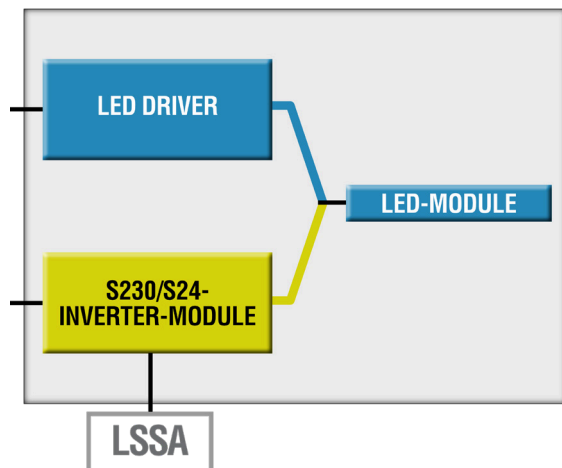 LED DRIVER
LED-MODULE
S230/S24-
INVERTER-MODULE
LSSA